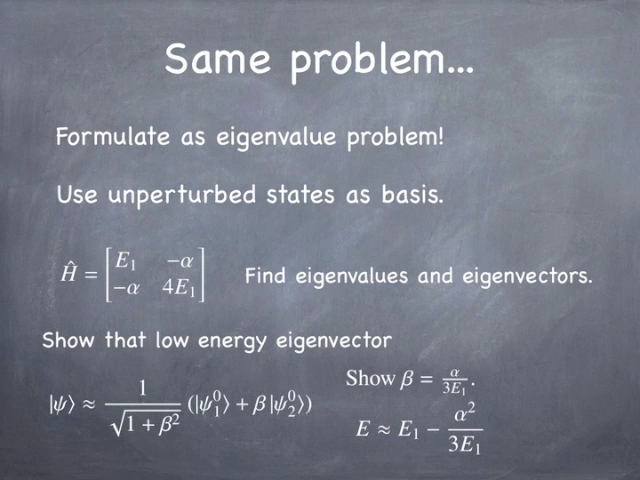 Same problem...
Formulate as eigenvalue problem!
Use unperturbed states as basis.
Ĥ = [E₁ −α; −α 4E₁] Find eigenvalues and eigenvectors.
Show that low energy eigenvector
|ψ⟩ ≈ 1/√(1 + β²) (|ψ₁⁰⟩ + β|ψ₂⁰⟩)
Show β = α/3E₁.
E ≈ E₁ − α²/3E₁